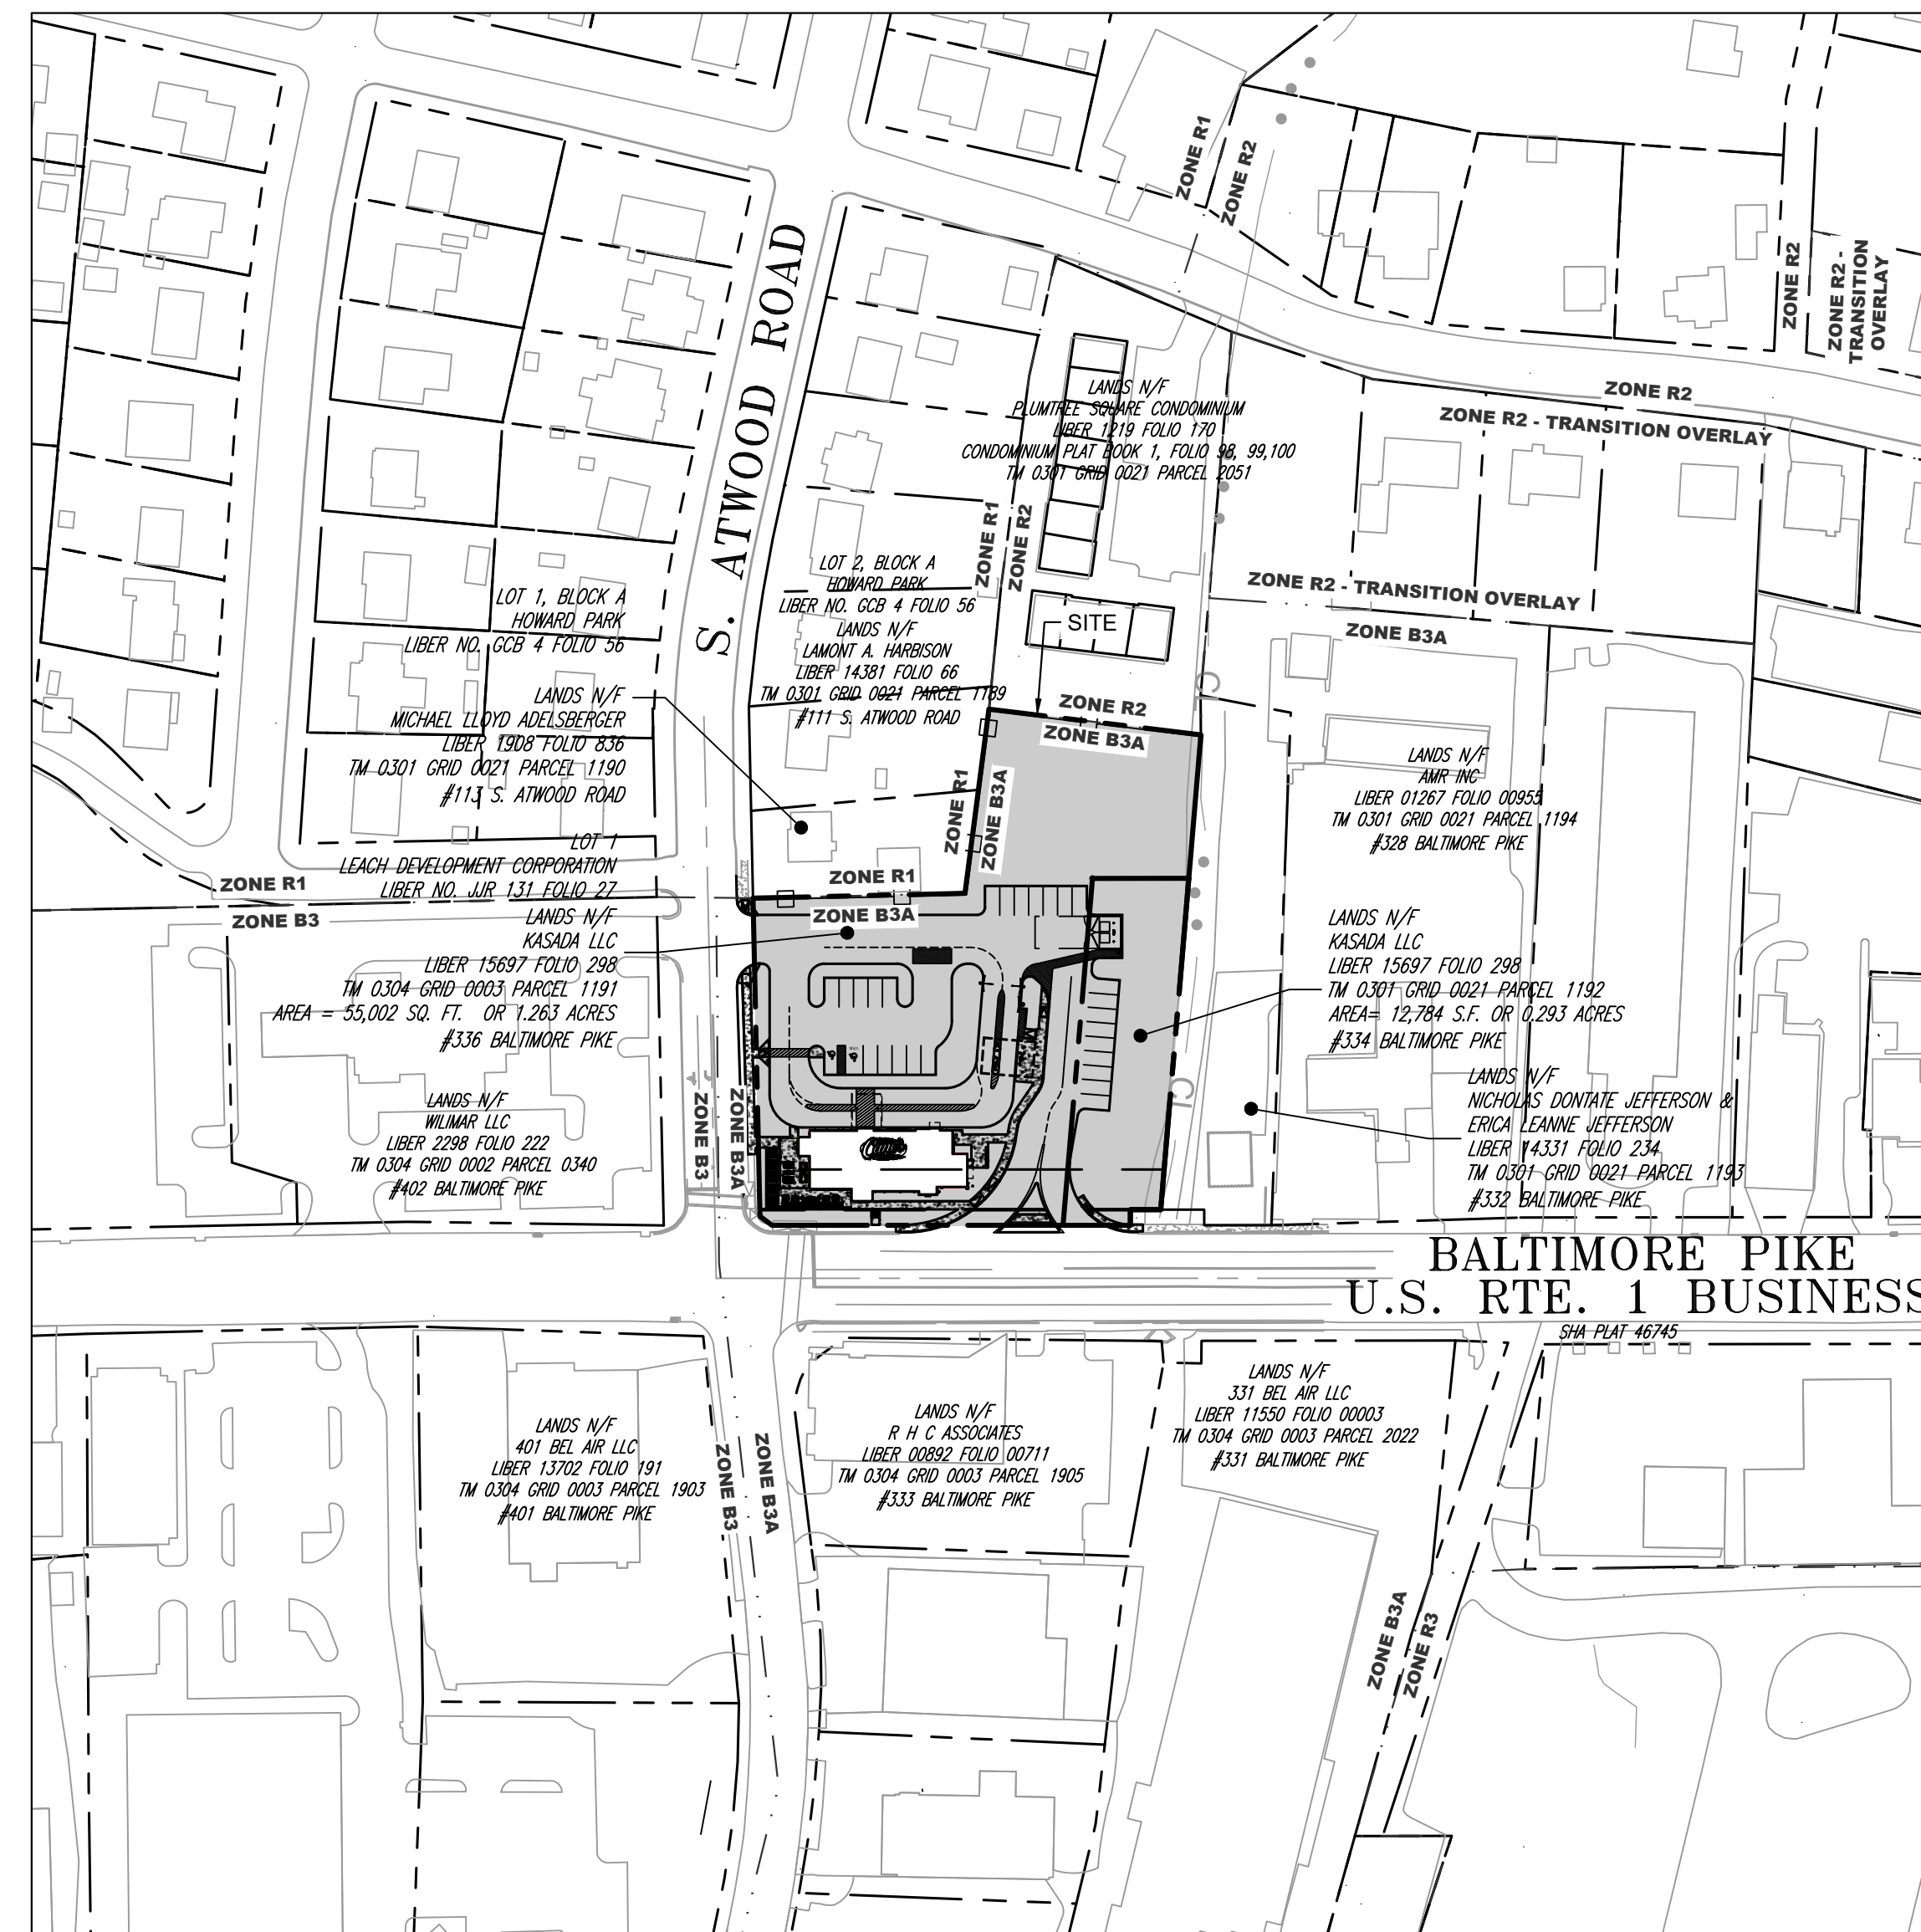 ZONE R1
ZONE R2
ZONE R2
ZONE R2 -
TRANSITION
OVERLAY
S. ATWOOD ROAD
LANDS N/F
PLUMTREE SQUARE CONDOMINIUM
LIBER 1219 FOLIO 170
CONDOMINIUM PLAT BOOK 1, FOLIO 98, 99,100
TM 0301 GRID 0021 PARCEL 2051
ZONE R2
ZONE R2 - TRANSITION OVERLAY
ZONE R1
ZONE R2
LOT 2, BLOCK A
HOWARD PARK
LIBER NO. GCB 4 FOLIO 56
LANDS N/F
LAMONT A. HARBISON
LIBER 14381 FOLIO 66
TM 0301 GRID 0021 PARCEL 1189
#111 S. ATWOOD ROAD
SITE
ZONE R2 - TRANSITION OVERLAY
ZONE B3A
LOT 1, BLOCK A
HOWARD PARK
LIBER NO. GCB 4 FOLIO 56
LANDS N/F
MICHAEL LLOYD ADELSBERGER
LIBER 1908 FOLIO 836
TM 0301 GRID 0021 PARCEL 1190
#113 S. ATWOOD ROAD
ZONE R2
ZONE B3A
ZONE R1
ZONE B3A
LANDS N/F
AMR INC
LIBER 01267 FOLIO 00955
TM 0301 GRID 0021 PARCEL 1194
#328 BALTIMORE PIKE
LOT 1
LEACH DEVELOPMENT CORPORATION
LIBER NO. JJR 131 FOLIO 27
LANDS N/F
KASADA LLC
LIBER 15697 FOLIO 298
TM 0304 GRID 0003 PARCEL 1191
AREA = 55,002 SQ. FT. OR 1.263 ACRES
#336 BALTIMORE PIKE
ZONE R1
ZONE B3
ZONE R1
ZONE B3A
LANDS N/F
KASADA LLC
LIBER 15697 FOLIO 298
TM 0301 GRID 0021 PARCEL 1192
AREA= 12,784 S.F. OR 0.293 ACRES
#334 BALTIMORE PIKE
LANDS N/F
NICHOLAS DONTATE JEFFERSON &
ERICA LEANNE JEFFERSON
LIBER 14331 FOLIO 234
TM 0301 GRID 0021 PARCEL 1193
#332 BALTIMORE PIKE
LANDS N/F
WILIMAR LLC
LIBER 2298 FOLIO 222
TM 0304 GRID 0002 PARCEL 0340
#402 BALTIMORE PIKE
ZONE B3
ZONE B3A
BALTIMORE PIKE
U.S. RTE. 1 BUSINESS
SHA PLAT 46745
LANDS N/F
401 BEL AIR LLC
LIBER 13702 FOLIO 191
TM 0304 GRID 0003 PARCEL 1903
#401 BALTIMORE PIKE
ZONE B3
ZONE B3A
LANDS N/F
R H C ASSOCIATES
LIBER 00892 FOLIO 00711
TM 0304 GRID 0003 PARCEL 1905
#333 BALTIMORE PIKE
LANDS N/F
331 BEL AIR LLC
LIBER 11550 FOLIO 00003
TM 0304 GRID 0003 PARCEL 2022
#331 BALTIMORE PIKE
ZONE B3A
ZONE R3